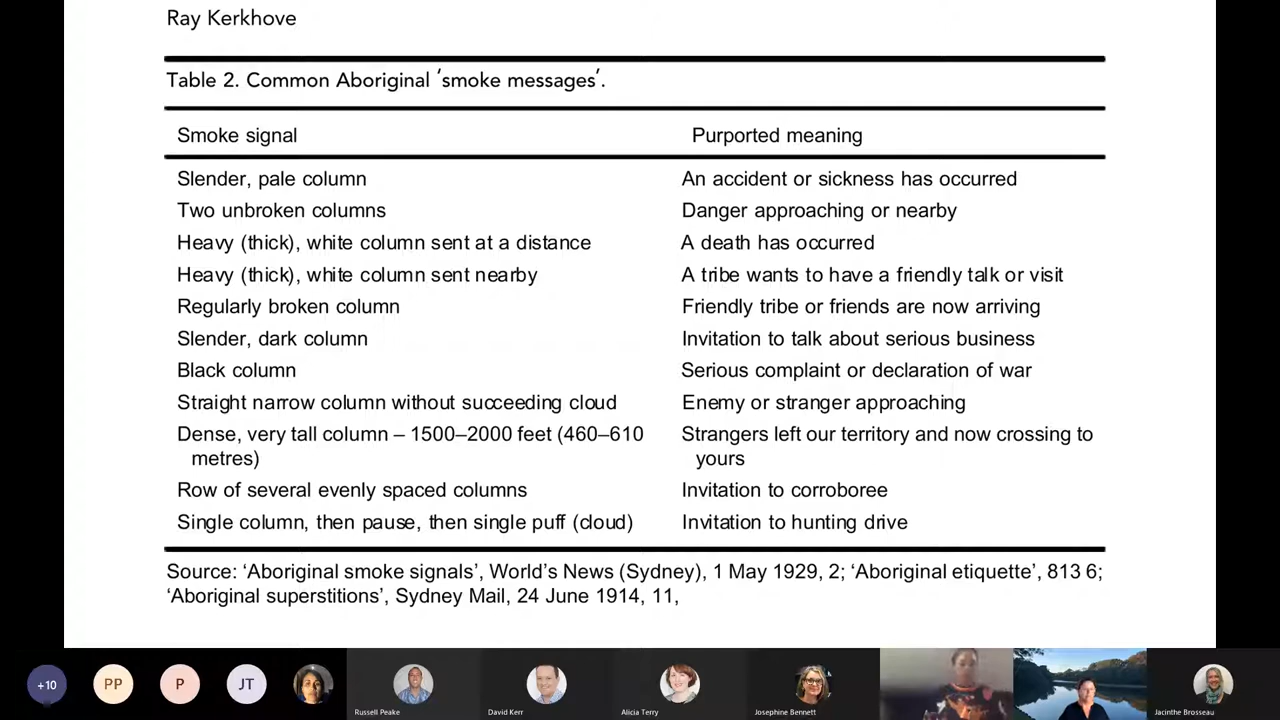 Ray Kerkhove
Table 2. Common Aboriginal ‘smoke messages’.
Smoke signal Purported meaning
Slender, pale column An accident or sickness has occurred
Two unbroken columns Danger approaching or nearby
Heavy (thick), white column sent at a distance A death has occurred
Heavy (thick), white column sent nearby A tribe wants to have a friendly talk or visit
Regularly broken column Friendly tribe or friends are now arriving
Slender, dark column Invitation to talk about serious business
Black column Serious complaint or declaration of war
Straight narrow column without succeeding cloud Enemy or stranger approaching
Dense, very tall column – 1500–2000 feet (460–610 Strangers left our territory and now crossing to
metres) yours
Row of several evenly spaced columns Invitation to corroboree
Single column, then pause, then single puff (cloud) Invitation to hunting drive
Source: ‘Aboriginal smoke signals’, World’s News (Sydney), 1 May 1929, 2; ‘Aboriginal etiquette’, 813 6;
‘Aboriginal superstitions’, Sydney Mail, 24 June 1914, 11,
+10 PP P JT
Russell Peake David Kerr Alicia Terry Josephine Bennett Jacinthe Brosseau